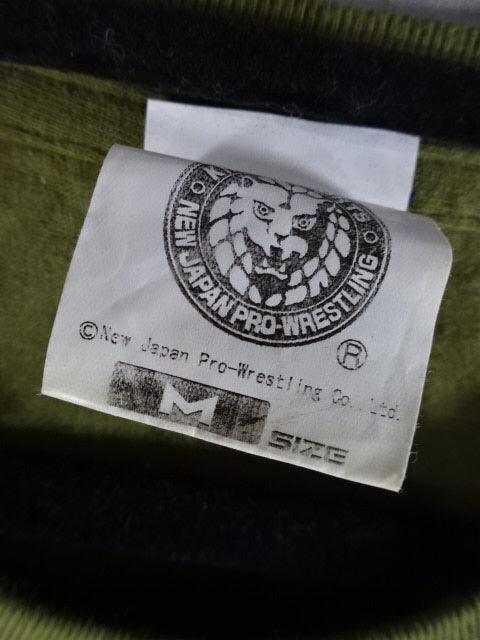 NEW JAPAN PRO-WRESTLING
®
©New Japan Pro-Wrestling Co., Ltd.
M SIZE